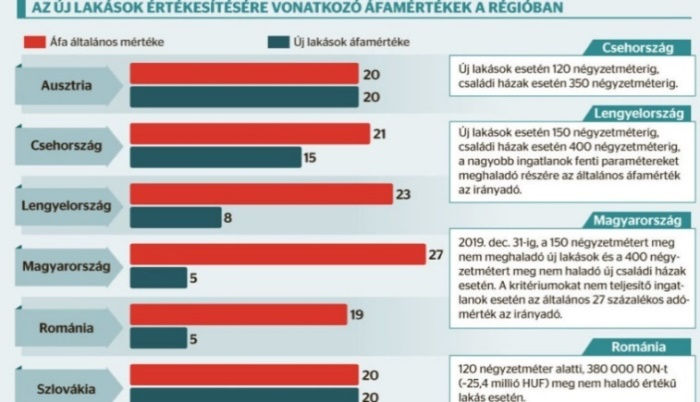 AZ ÚJ LAKÁSOK ÉRTÉKESÍTÉSÉRE VONATKOZÓ ÁFAMÉRTÉKEK A RÉGIÓBAN
Áfa általános mértéke
Új lakások áfamértéke
Ausztria
20
20
Csehország
21
15
Lengyelország
23
8
Magyarország
27
5
Románia
19
5
Szlovákia
20
20
Csehország
Új lakások esetén 120 négyzetméterig,
családi házak esetén 350 négyzetméterig.
Lengyelország
Új lakások esetén 150 négyzetméterig,
családi házak esetén 400 négyzetméterig,
a nagyobb ingatlanok fenti paramétereket
meghaladó részére az általános áfamérték
az irányadó.
Magyarország
2019. dec. 31-ig, a 150 négyzetmétert meg
nem meghaladó új lakások és a 400 négy-
zetmétert meg nem haladó új családi házak
esetén. A kritériumokat nem teljesítő ingat-
lanok esetén az általános 27 százalékos adó-
mérték az irányadó.
Románia
120 négyzetméter alatti, 380 000 RON-t
(~25,4 millió HUF) meg nem haladó értékű
lakás esetén.